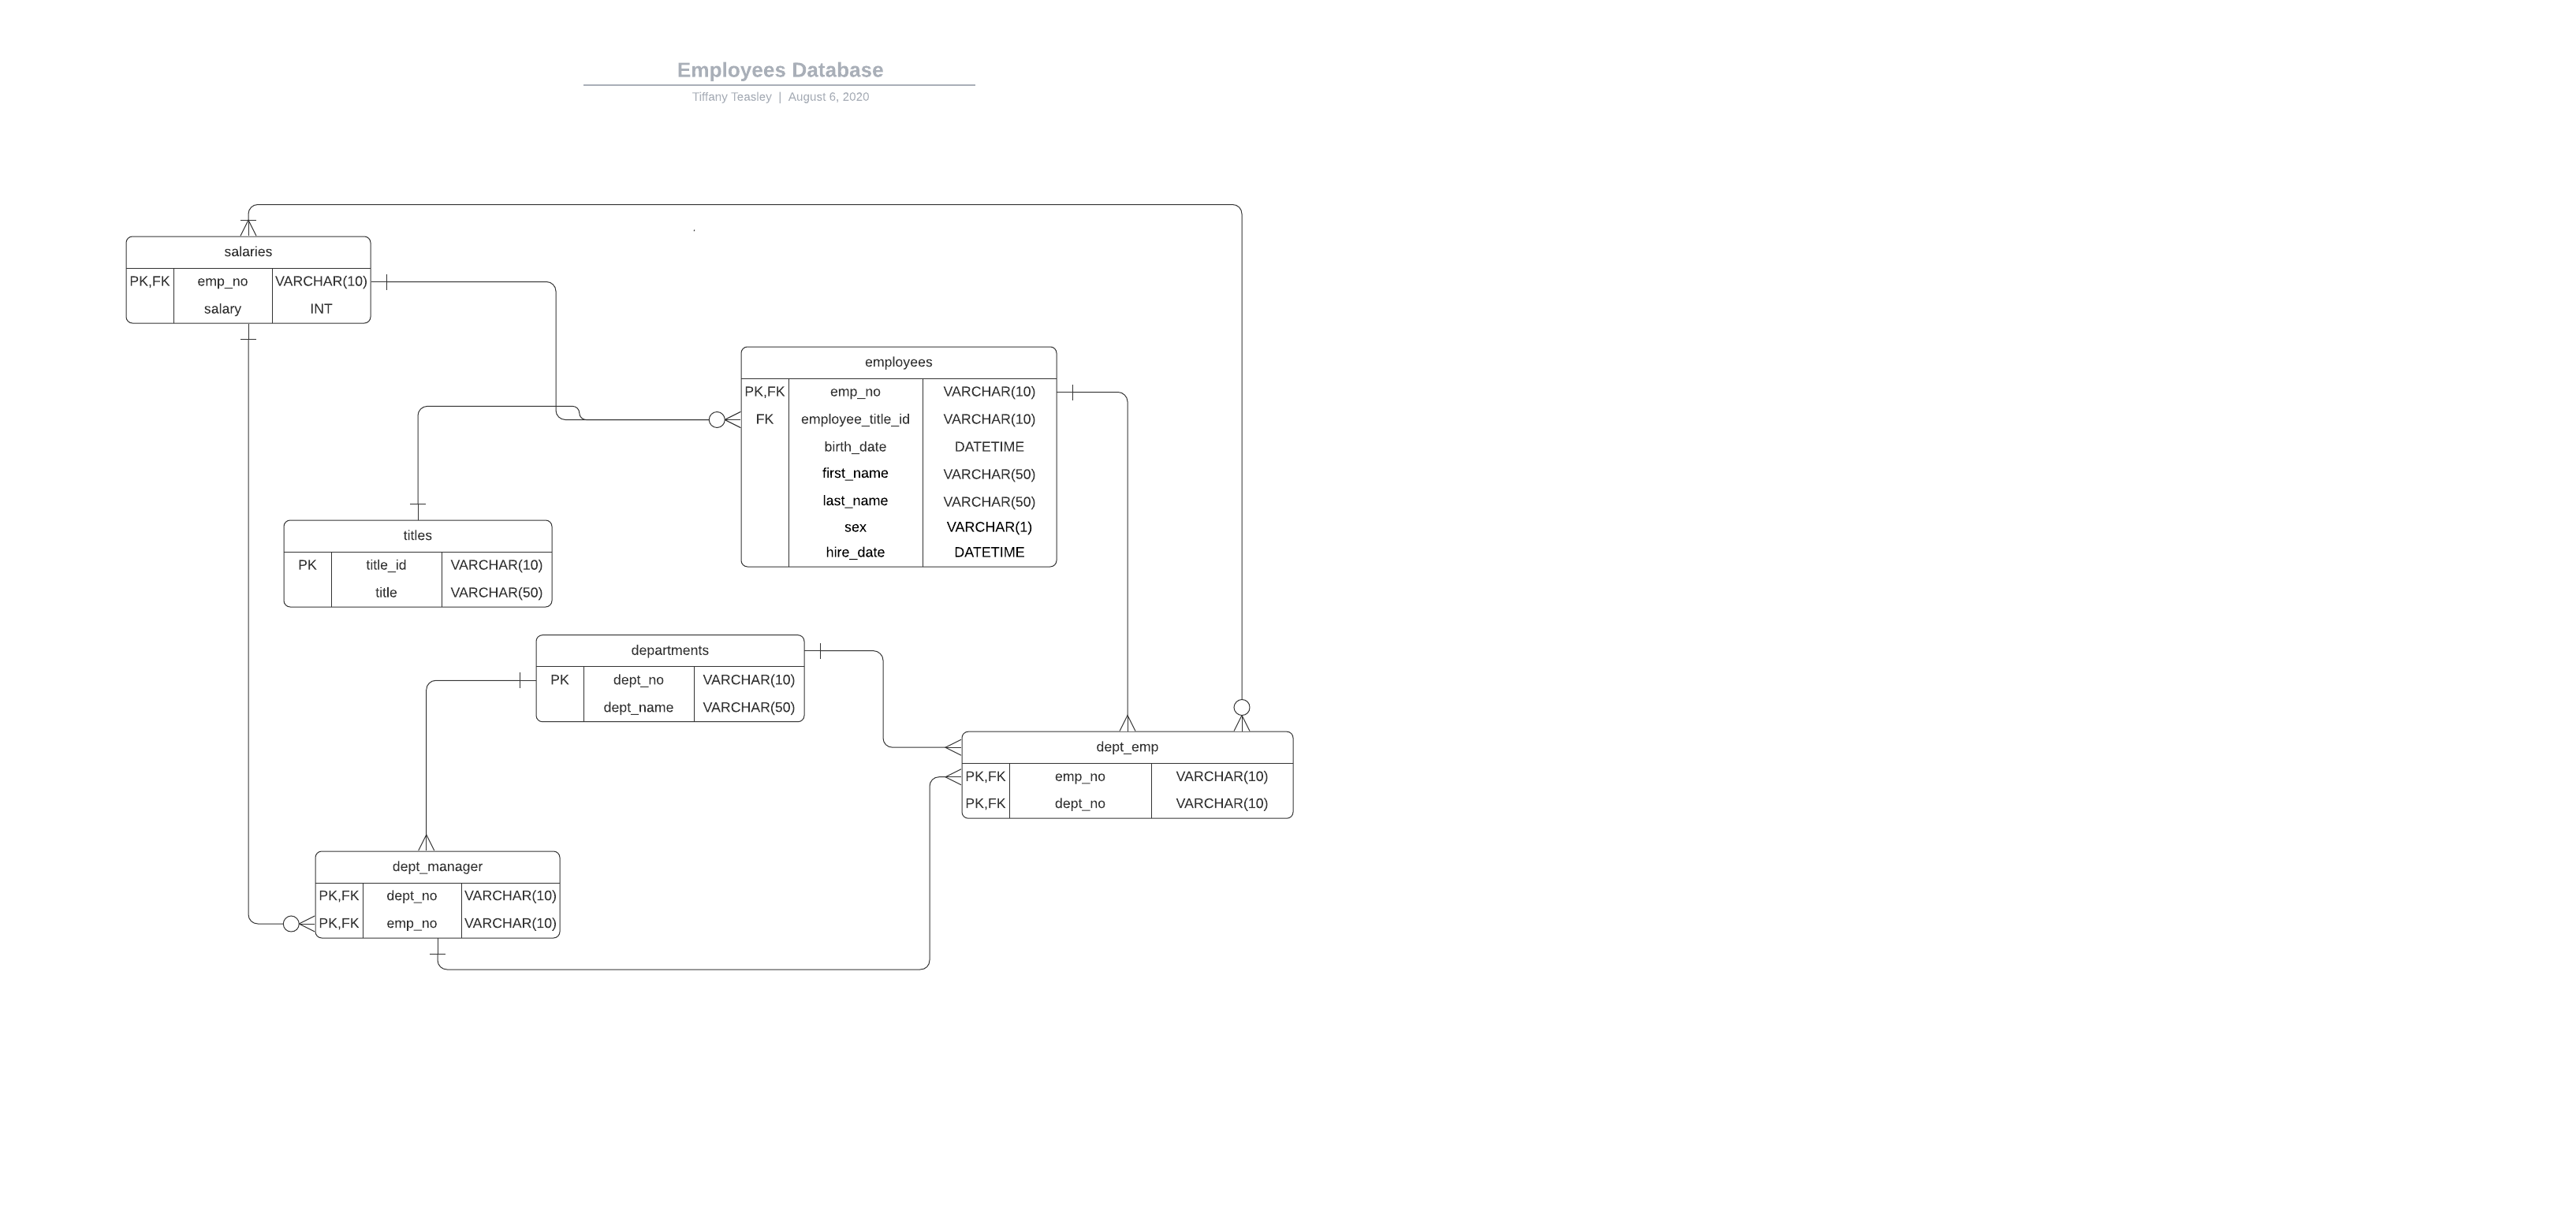 Employees Database
Tiffany Teasley | August 6, 2020
salaries
PK,FK emp_no VARCHAR(10)
salary INT
employees
PK,FK emp_no VARCHAR(10)
FK employee_title_id VARCHAR(10)
birth_date DATETIME
first_name VARCHAR(50)
last_name VARCHAR(50)
sex VARCHAR(1)
hire_date DATETIME
titles
PK title_id VARCHAR(10)
title VARCHAR(50)
departments
PK dept_no VARCHAR(10)
dept_name VARCHAR(50)
dept_emp
PK,FK emp_no VARCHAR(10)
PK,FK dept_no VARCHAR(10)
dept_manager
PK,FK dept_no VARCHAR(10)
PK,FK emp_no VARCHAR(10)